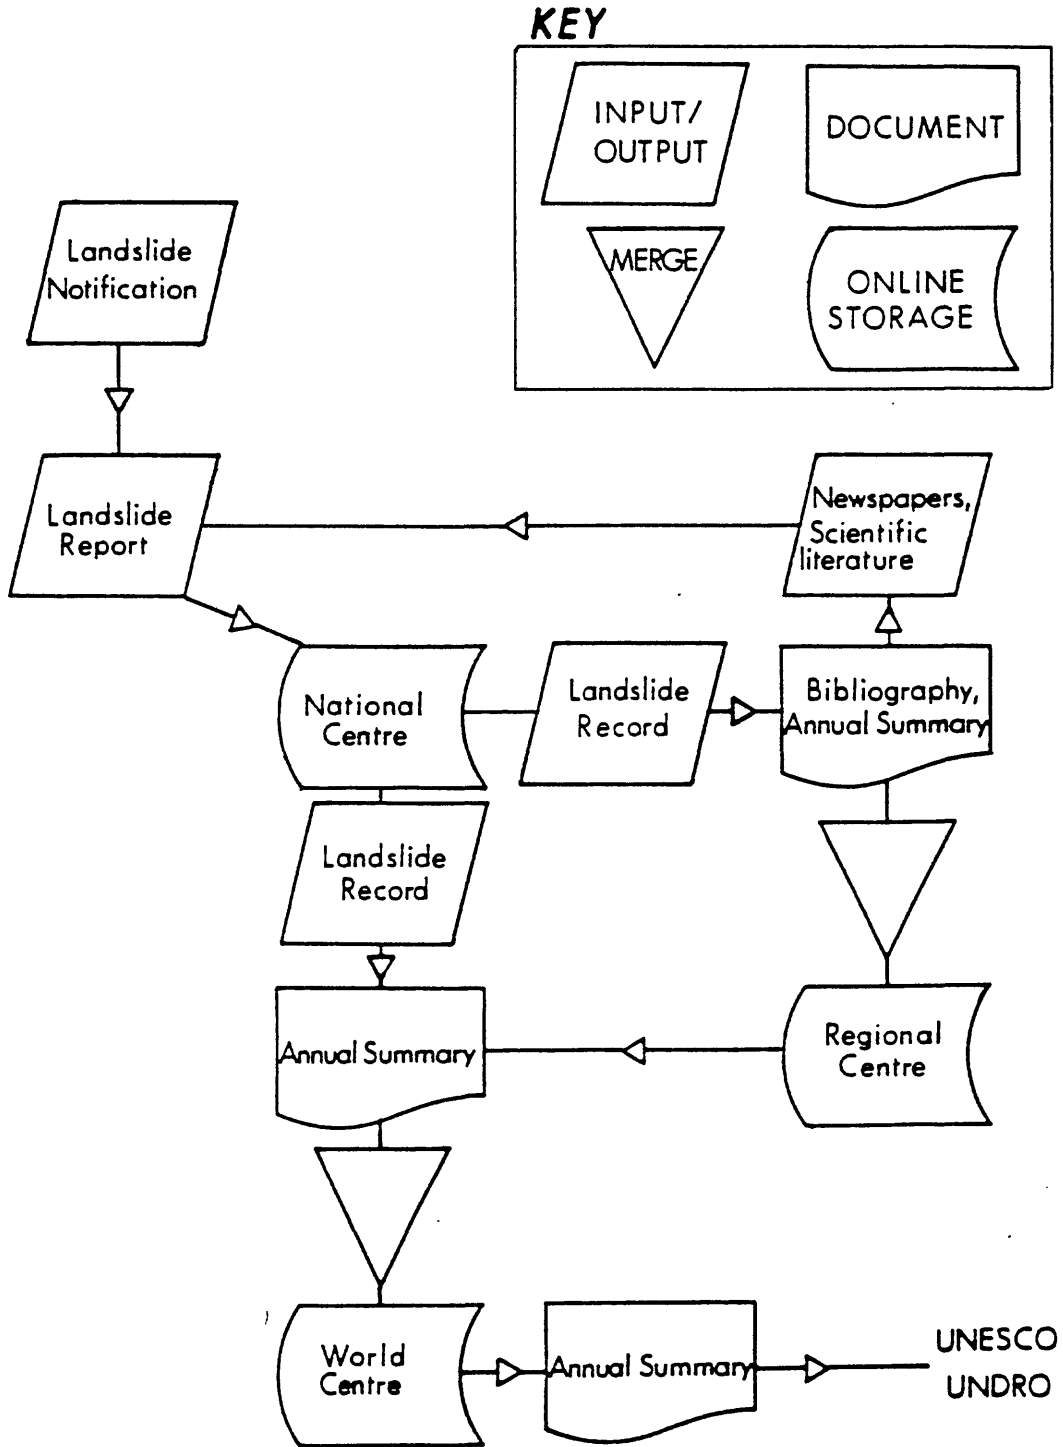 KEY
INPUT/
OUTPUT
DOCUMENT
MERGE
ONLINE
STORAGE
Landslide
Notification
Landslide
Report
Newspapers,
Scientific
literature
National
Centre
Landslide
Record
Bibliography,
Annual Summary
Landslide
Record
Annual Summary
Regional
Centre
World
Centre
Annual Summary
UNESCO
UNDRO